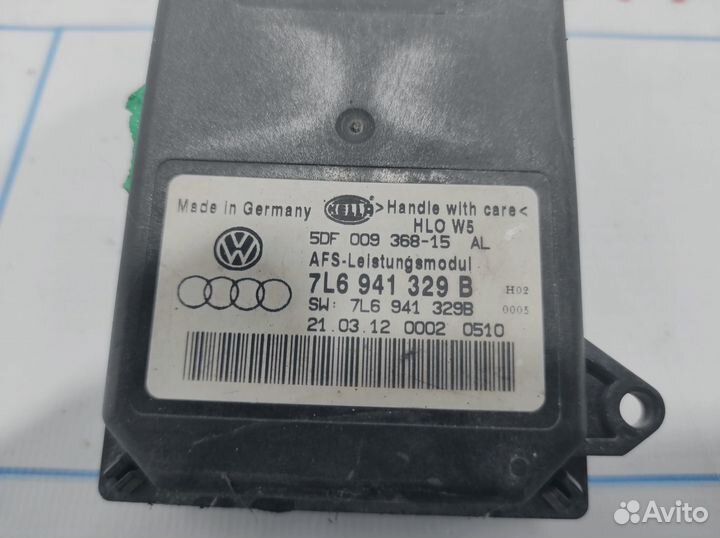 Made in Germany HELLA >Handle with care<
HLO W5
5DF 009 368-15 AL
AFS-Leistungsmodul
7L6 941 329 B H02
SW: 7L6 941 329B 0003
21.03.12 0002 0510
Avito